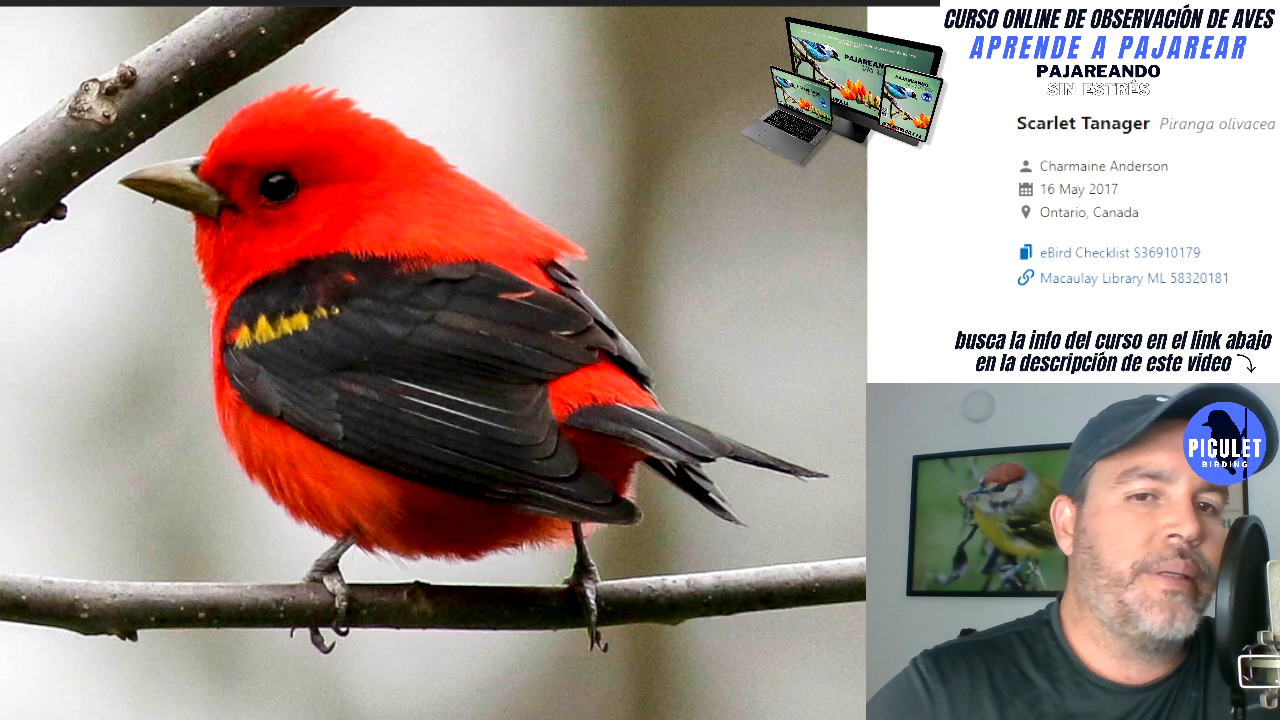 CURSO ONLINE DE OBSERVACIÓN DE AVES
APRENDE A PAJAREAR
PAJAREANDO
SIN ESTRÉS
Scarlet Tanager Piranga olivacea
Charmaine Anderson
16 May 2017
Ontario, Canada
eBird Checklist S36910179
Macaulay Library ML 58320181
busca la info del curso en el link abajo
en la descripción de este video
PICULET
BIRDING